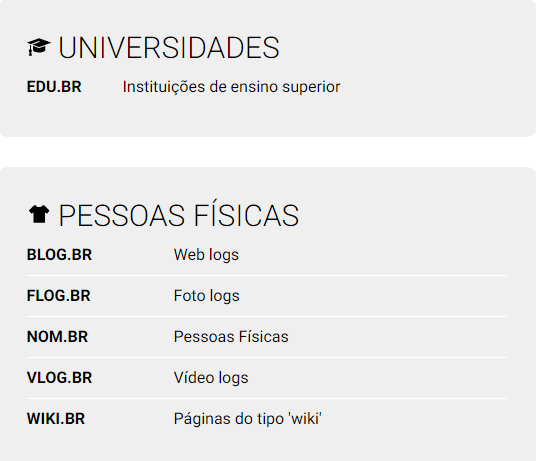 UNIVERSIDADES
EDU.BR Instituições de ensino superior
PESSOAS FÍSICAS
BLOG.BR Web logs
FLOG.BR Foto logs
NOM.BR Pessoas Físicas
VLOG.BR Vídeo logs
WIKI.BR Páginas do tipo 'wiki'